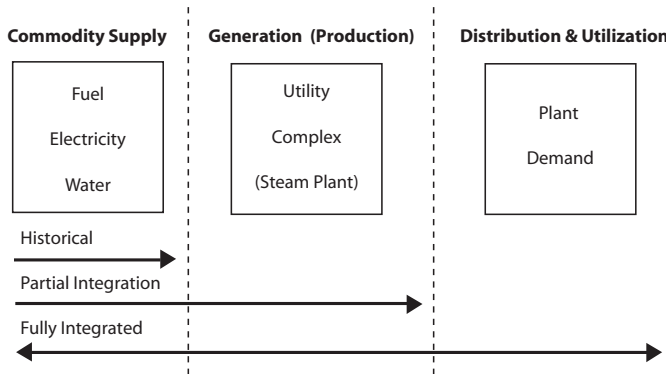 Commodity Supply
Generation (Production)
Distribution & Utilization
Fuel
Electricity
Water
Utility
Complex
(Steam Plant)
Plant
Demand
Historical
Partial Integration
Fully Integrated